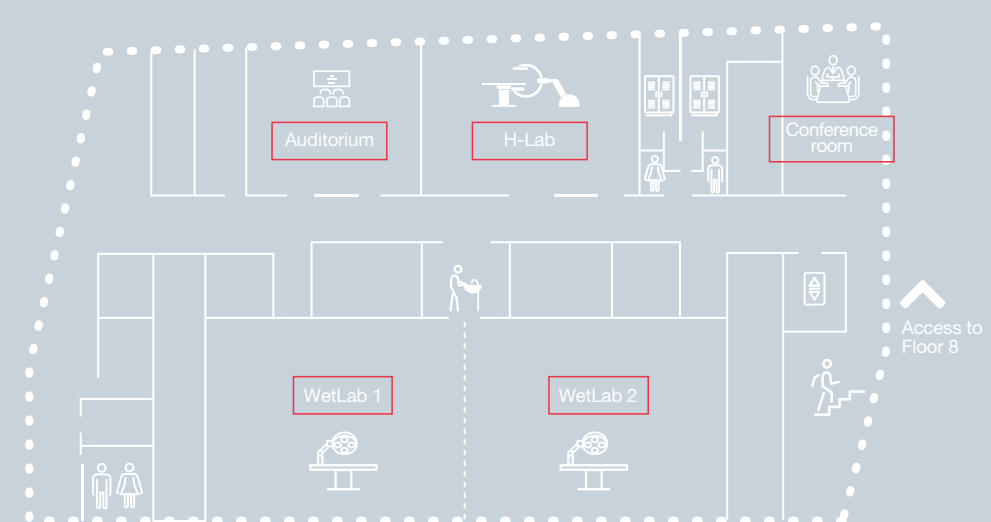 Auditorium
H-Lab
Conference
room
Access to
Floor 8
WetLab 1
WetLab 2